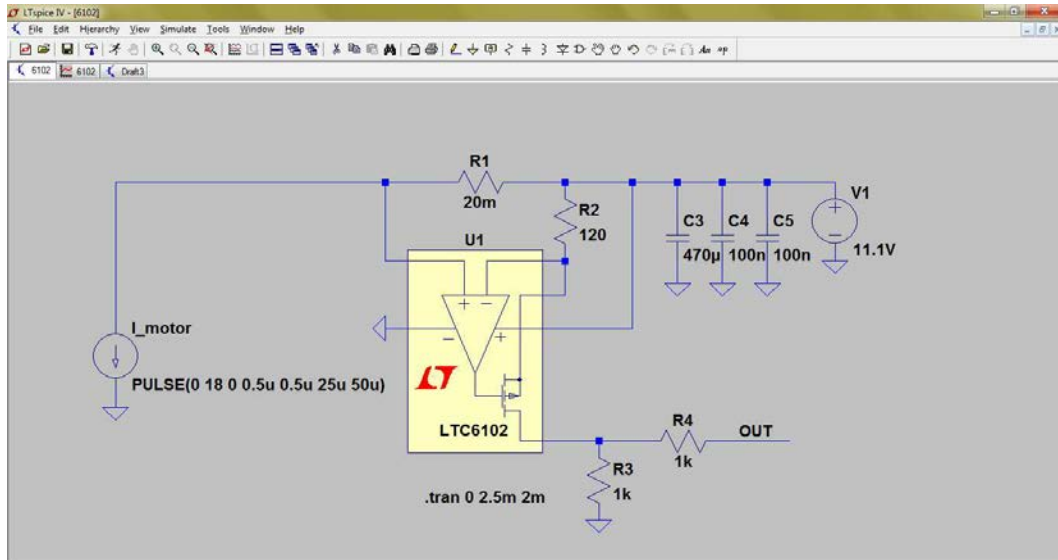 LTspice IV - [6102]
File Edit Hierarchy View Simulate Tools Window Help
6102 6102 Draft3
R1
20m
R2
120
U1
C3
470µ
C4
100n
C5
100n
V1
+
−
11.1V
I_motor
PULSE(0 18 0 0.5u 0.5u 25u 50u)
+ −
− +
LTC6102
R4
1k
OUT
R3
1k
.tran 0 2.5m 2m